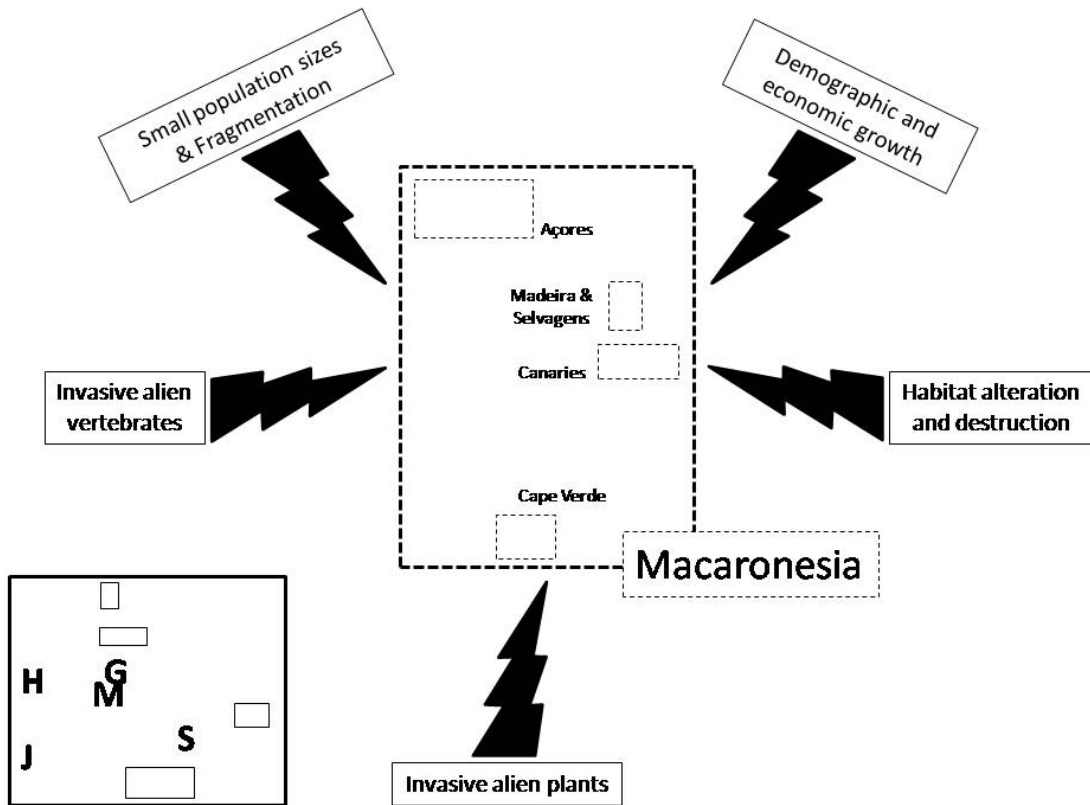 Small population sizes
& Fragmentation
Demographic and
economic growth
Açores
Madeira &
Selvagens
Canaries
Invasive alien
vertebrates
Habitat alteration
and destruction
Cape Verde
Macaronesia
H
G
M
S
J
Invasive alien plants